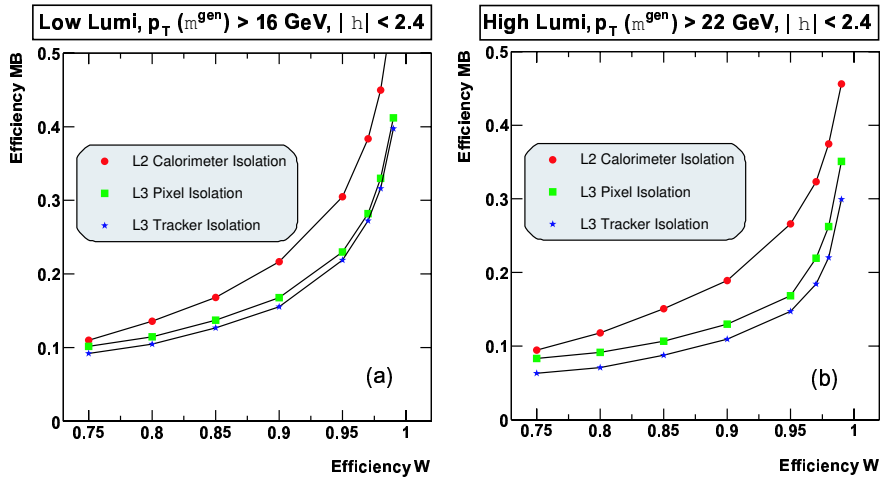 Low Lumi, pT (mgen) > 16 GeV, | h| < 2.4
Efficiency MB
0.5
0.4
0.3
0.2
0.1
0
L2 Calorimeter Isolation
L3 Pixel Isolation
L3 Tracker Isolation
(a)
0.75 0.8 0.85 0.9 0.95 1
Efficiency W
High Lumi, pT (mgen) > 22 GeV, | h| < 2.4
Efficiency MB
0.5
0.4
0.3
0.2
0.1
0
L2 Calorimeter Isolation
L3 Pixel Isolation
L3 Tracker Isolation
(b)
0.75 0.8 0.85 0.9 0.95 1
Efficiency W